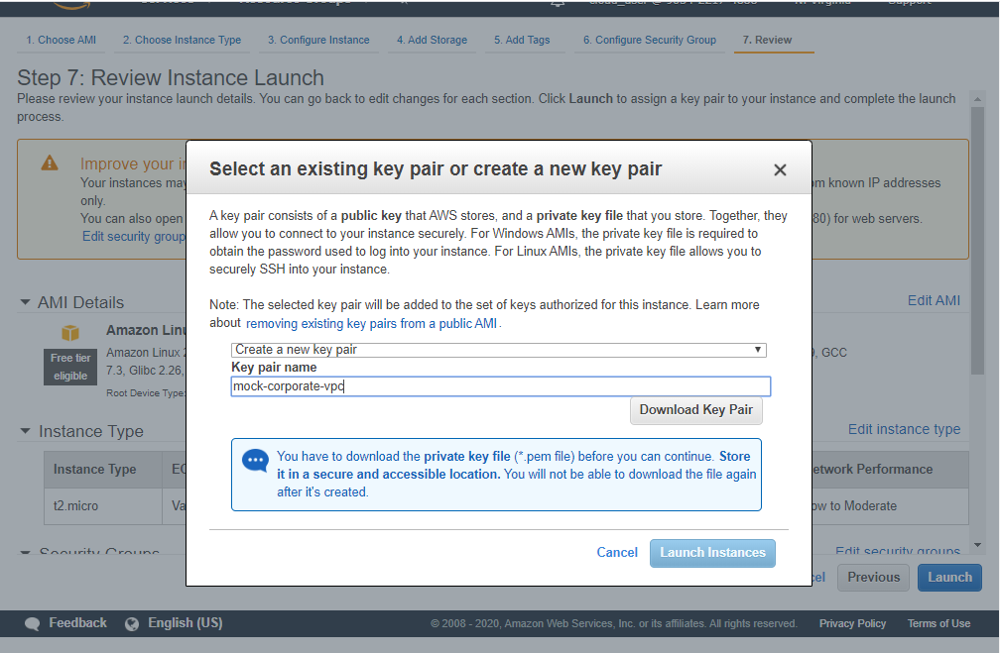 1. Choose AMI 2. Choose Instance Type 3. Configure Instance 4. Add Storage 5. Add Tags 6. Configure Security Group 7. Review
Step 7: Review Instance Launch
Please review your instance launch details. You can go back to edit changes for each section. Click Launch to assign a key pair to your instance and complete the launch
process.
Improve your
Your instances may known IP addresses
only.
You can also open 80) for web servers.
Edit security group
Select an existing key pair or create a new key pair
A key pair consists of a public key that AWS stores, and a private key file that you store. Together, they
allow you to connect to your instance securely. For Windows AMIs, the private key file is required to
obtain the password used to log into your instance. For Linux AMIs, the private key file allows you to
securely SSH into your instance.
Note: The selected key pair will be added to the set of keys authorized for this instance. Learn more
about removing existing key pairs from a public AMI .
Create a new key pair
Key pair name
mock-corporate-vpc
Download Key Pair
You have to download the private key file (*.pem file) before you can continue. Store
it in a secure and accessible location. You will not be able to download the file again
after it's created.
Cancel Launch Instances
AMI Details Edit AMI
Amazon Linu
Free tier
eligible
Amazon Linux 2 , GCC
7.3, Glibc 2.26,
Root Device Type:
Instance Type Edit instance type
Instance Type EC etwork Performance
t2.micro Va ow to Moderate
Security Groups Edit security groups
cel Previous Launch
Feedback English (US) © 2008 - 2020, Amazon Web Services, Inc. or its affiliates. All rights reserved. Privacy Policy Terms of Use